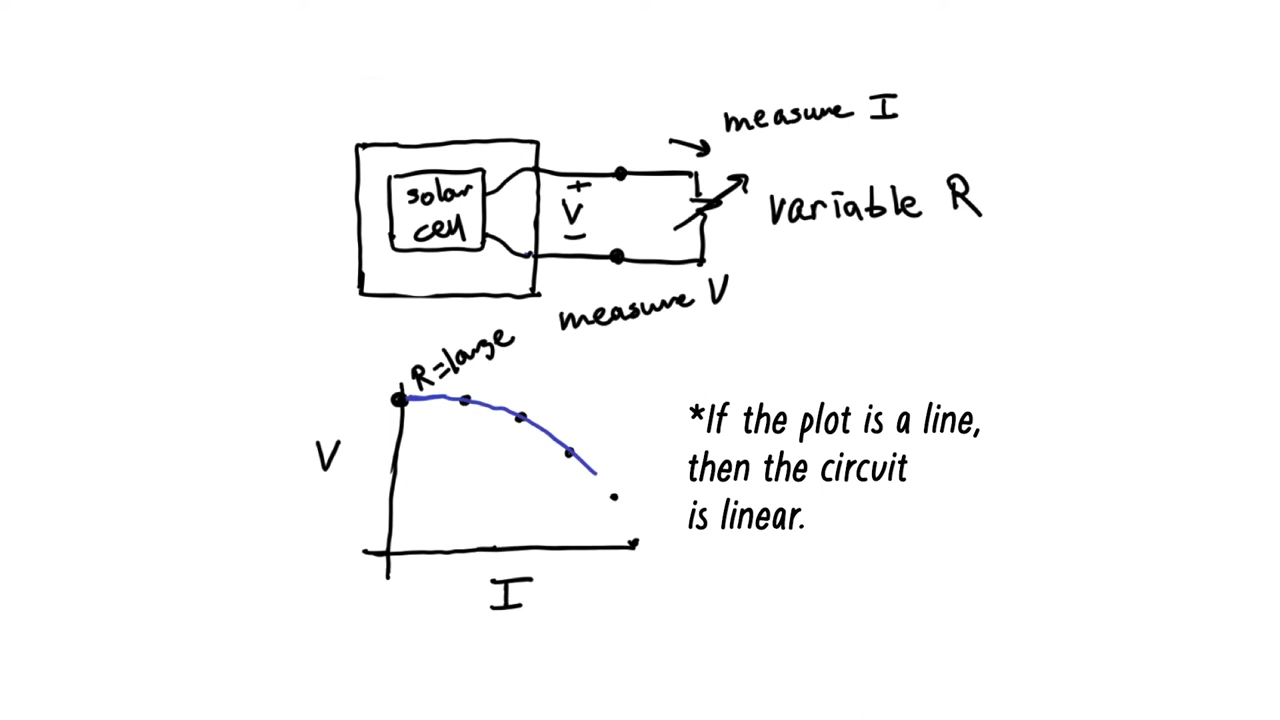 measure I
solar
cell
+
V
−
variable R
measure V
R=large
V
*If the plot is a line,
then the circuit
is linear.
I